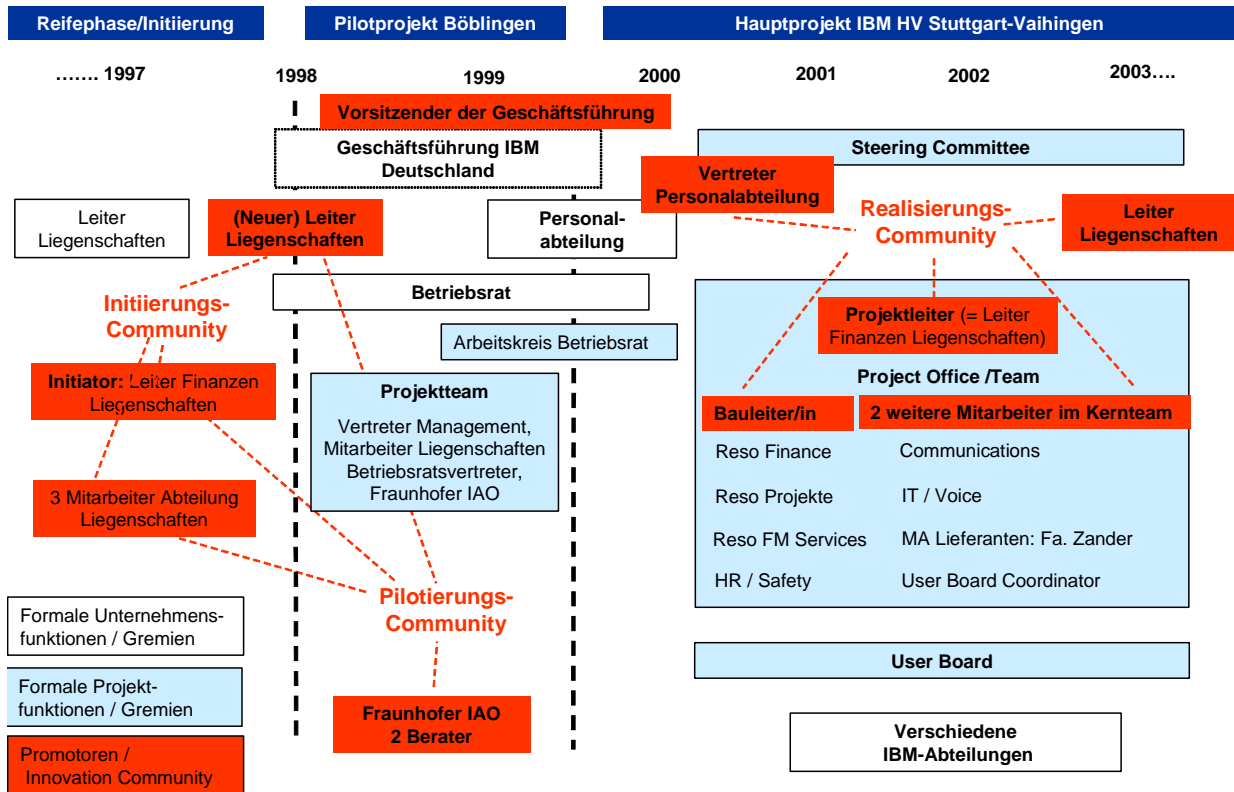 Reifephase/Initiierung
Pilotprojekt Böblingen
Hauptprojekt IBM HV Stuttgart-Vaihingen
……. 1997
1998
1999
2000
2001
2002
2003….
Vorsitzender der Geschäftsführung
Geschäftsführung IBM
Deutschland
Steering Committee
Vertreter
Personalabteilung
Leiter
Liegenschaften
(Neuer) Leiter
Liegenschaften
Personal-
abteilung
Realisierungs-
Community
Leiter
Liegenschaften
Betriebsrat
Initiierungs-
Community
Arbeitskreis Betriebsrat
Projektleiter (= Leiter
Finanzen Liegenschaften)
Initiator: Leiter Finanzen
Liegenschaften
Projektteam
Vertreter Management,
Mitarbeiter Liegenschaften
Betriebsratsvertreter,
Fraunhofer IAO
Project Office /Team
Bauleiter/in
2 weitere Mitarbeiter im Kernteam
Reso Finance
Communications
3 Mitarbeiter Abteilung
Liegenschaften
Reso Projekte
IT / Voice
Reso FM Services
MA Lieferanten: Fa. Zander
HR / Safety
User Board Coordinator
Pilotierungs-
Community
Formale Unternehmens-
funktionen / Gremien
User Board
Formale Projekt-
funktionen / Gremien
Fraunhofer IAO
2 Berater
Verschiedene
IBM-Abteilungen
Promotoren /
Innovation Community